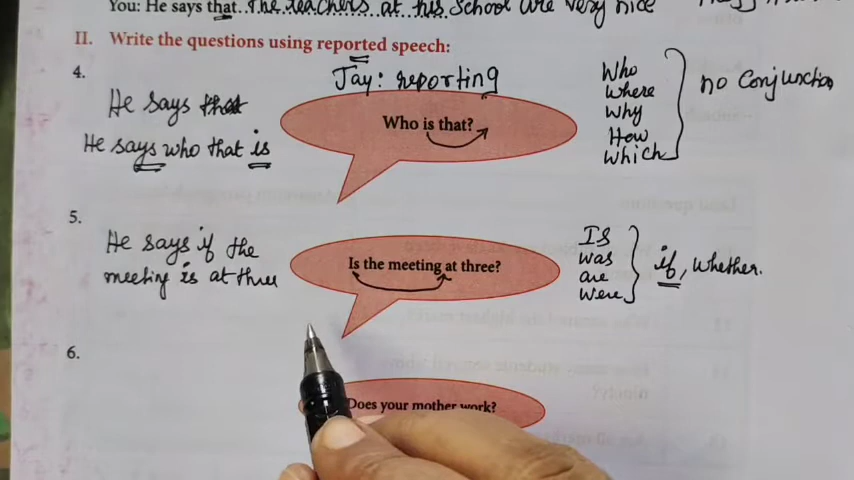 You: He says that The teachers at his School are very nice
II. Write the questions using reported speech:
4.
Jay: reporting
He says that
He says who that is
Who is that?
Who
Where
Why
How
Which
no Conjunction
5.
He says if the
meeting is at three
Is the meeting at three?
Is
was
are
Were
if, whether.
6.
Does your mother work?